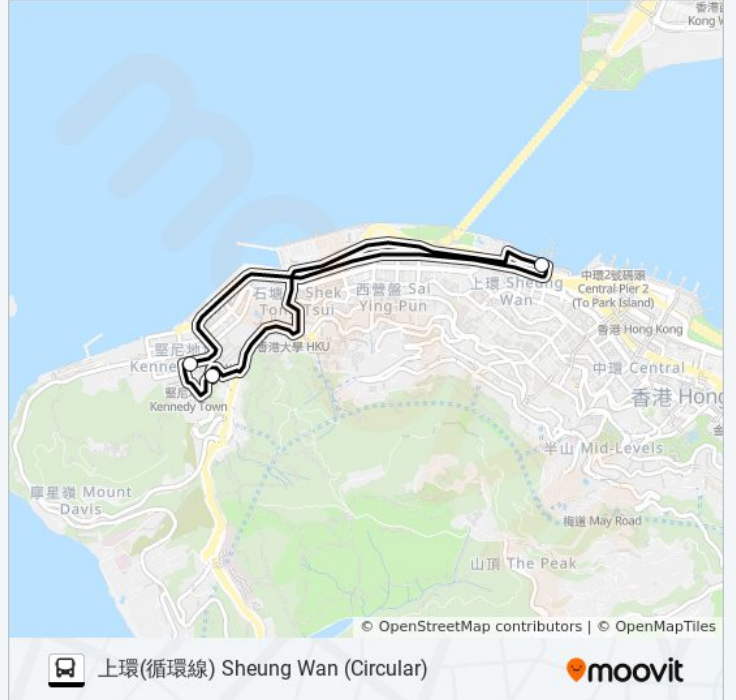 香港
Kong
中環2號碼頭
Central Pier 2
(To Park Island)
上環 Sheung
Wan
西營盤 Sai
Ying Pun
石塘 Shek
Tong Tsui
香港 Hong Kong
香港大學 HKU
堅尼地
Kenne
中環 Central
香港 Hong
堅尼
Kennedy Town
金
半山 Mid-Levels
摩星嶺 Mount
Davis
梅道 May Road
山頂 The Peak
© OpenStreetMap contributors | © OpenMapTiles
上環(循環線) Sheung Wan (Circular)
moovit